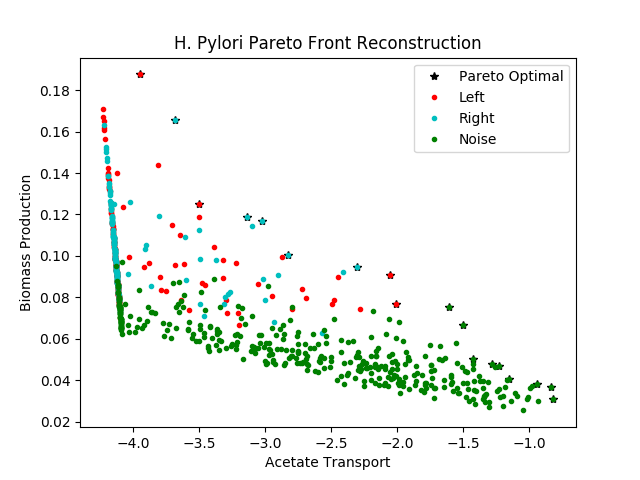 H. Pylori Pareto Front Reconstruction
Pareto Optimal
Left
Right
Noise
Biomass Production
0.18
0.16
0.14
0.12
0.10
0.08
0.06
0.04
0.02
−4.0 −3.5 −3.0 −2.5 −2.0 −1.5 −1.0
Acetate Transport